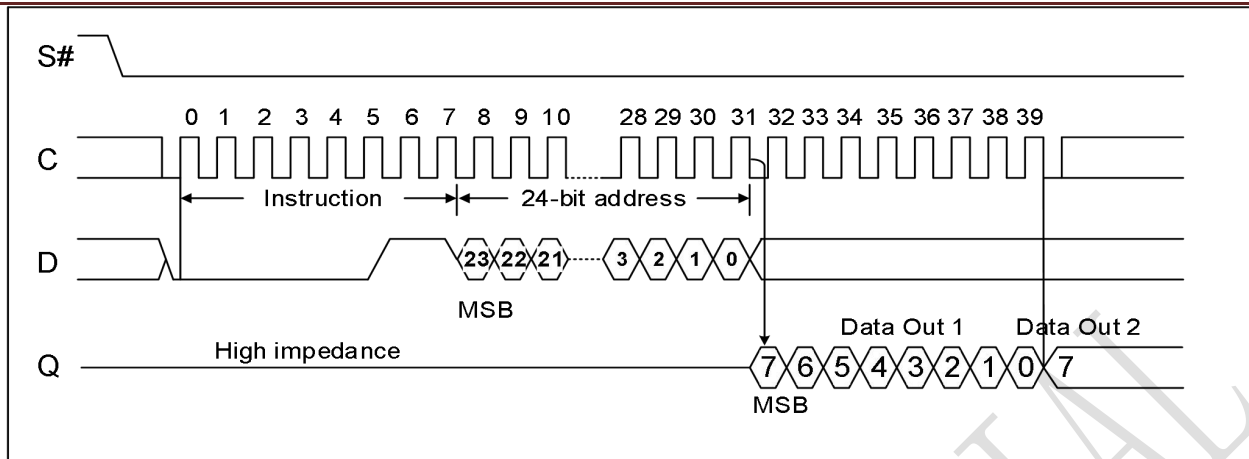 S#
0 1 2 3 4 5 6 7 8 9 10 28 29 30 31 32 33 34 35 36 37 38 39
C
Instruction 24-bit address
D 23 22 21 3 2 1 0
MSB
Data Out 1 Data Out 2
High impedance
Q 7 6 5 4 3 2 1 0 7
MSB